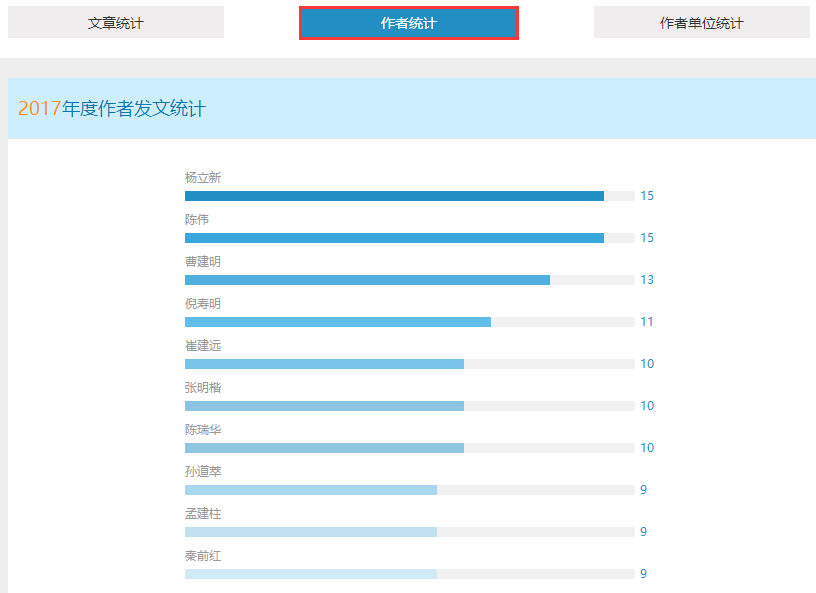 文章统计 作者统计 作者单位统计
2017年度作者发文统计
杨立新
15
陈伟
15
曹建明
13
倪寿明
11
崔建远
10
张明楷
10
陈瑞华
10
孙道萃
9
孟建柱
9
秦前红
9